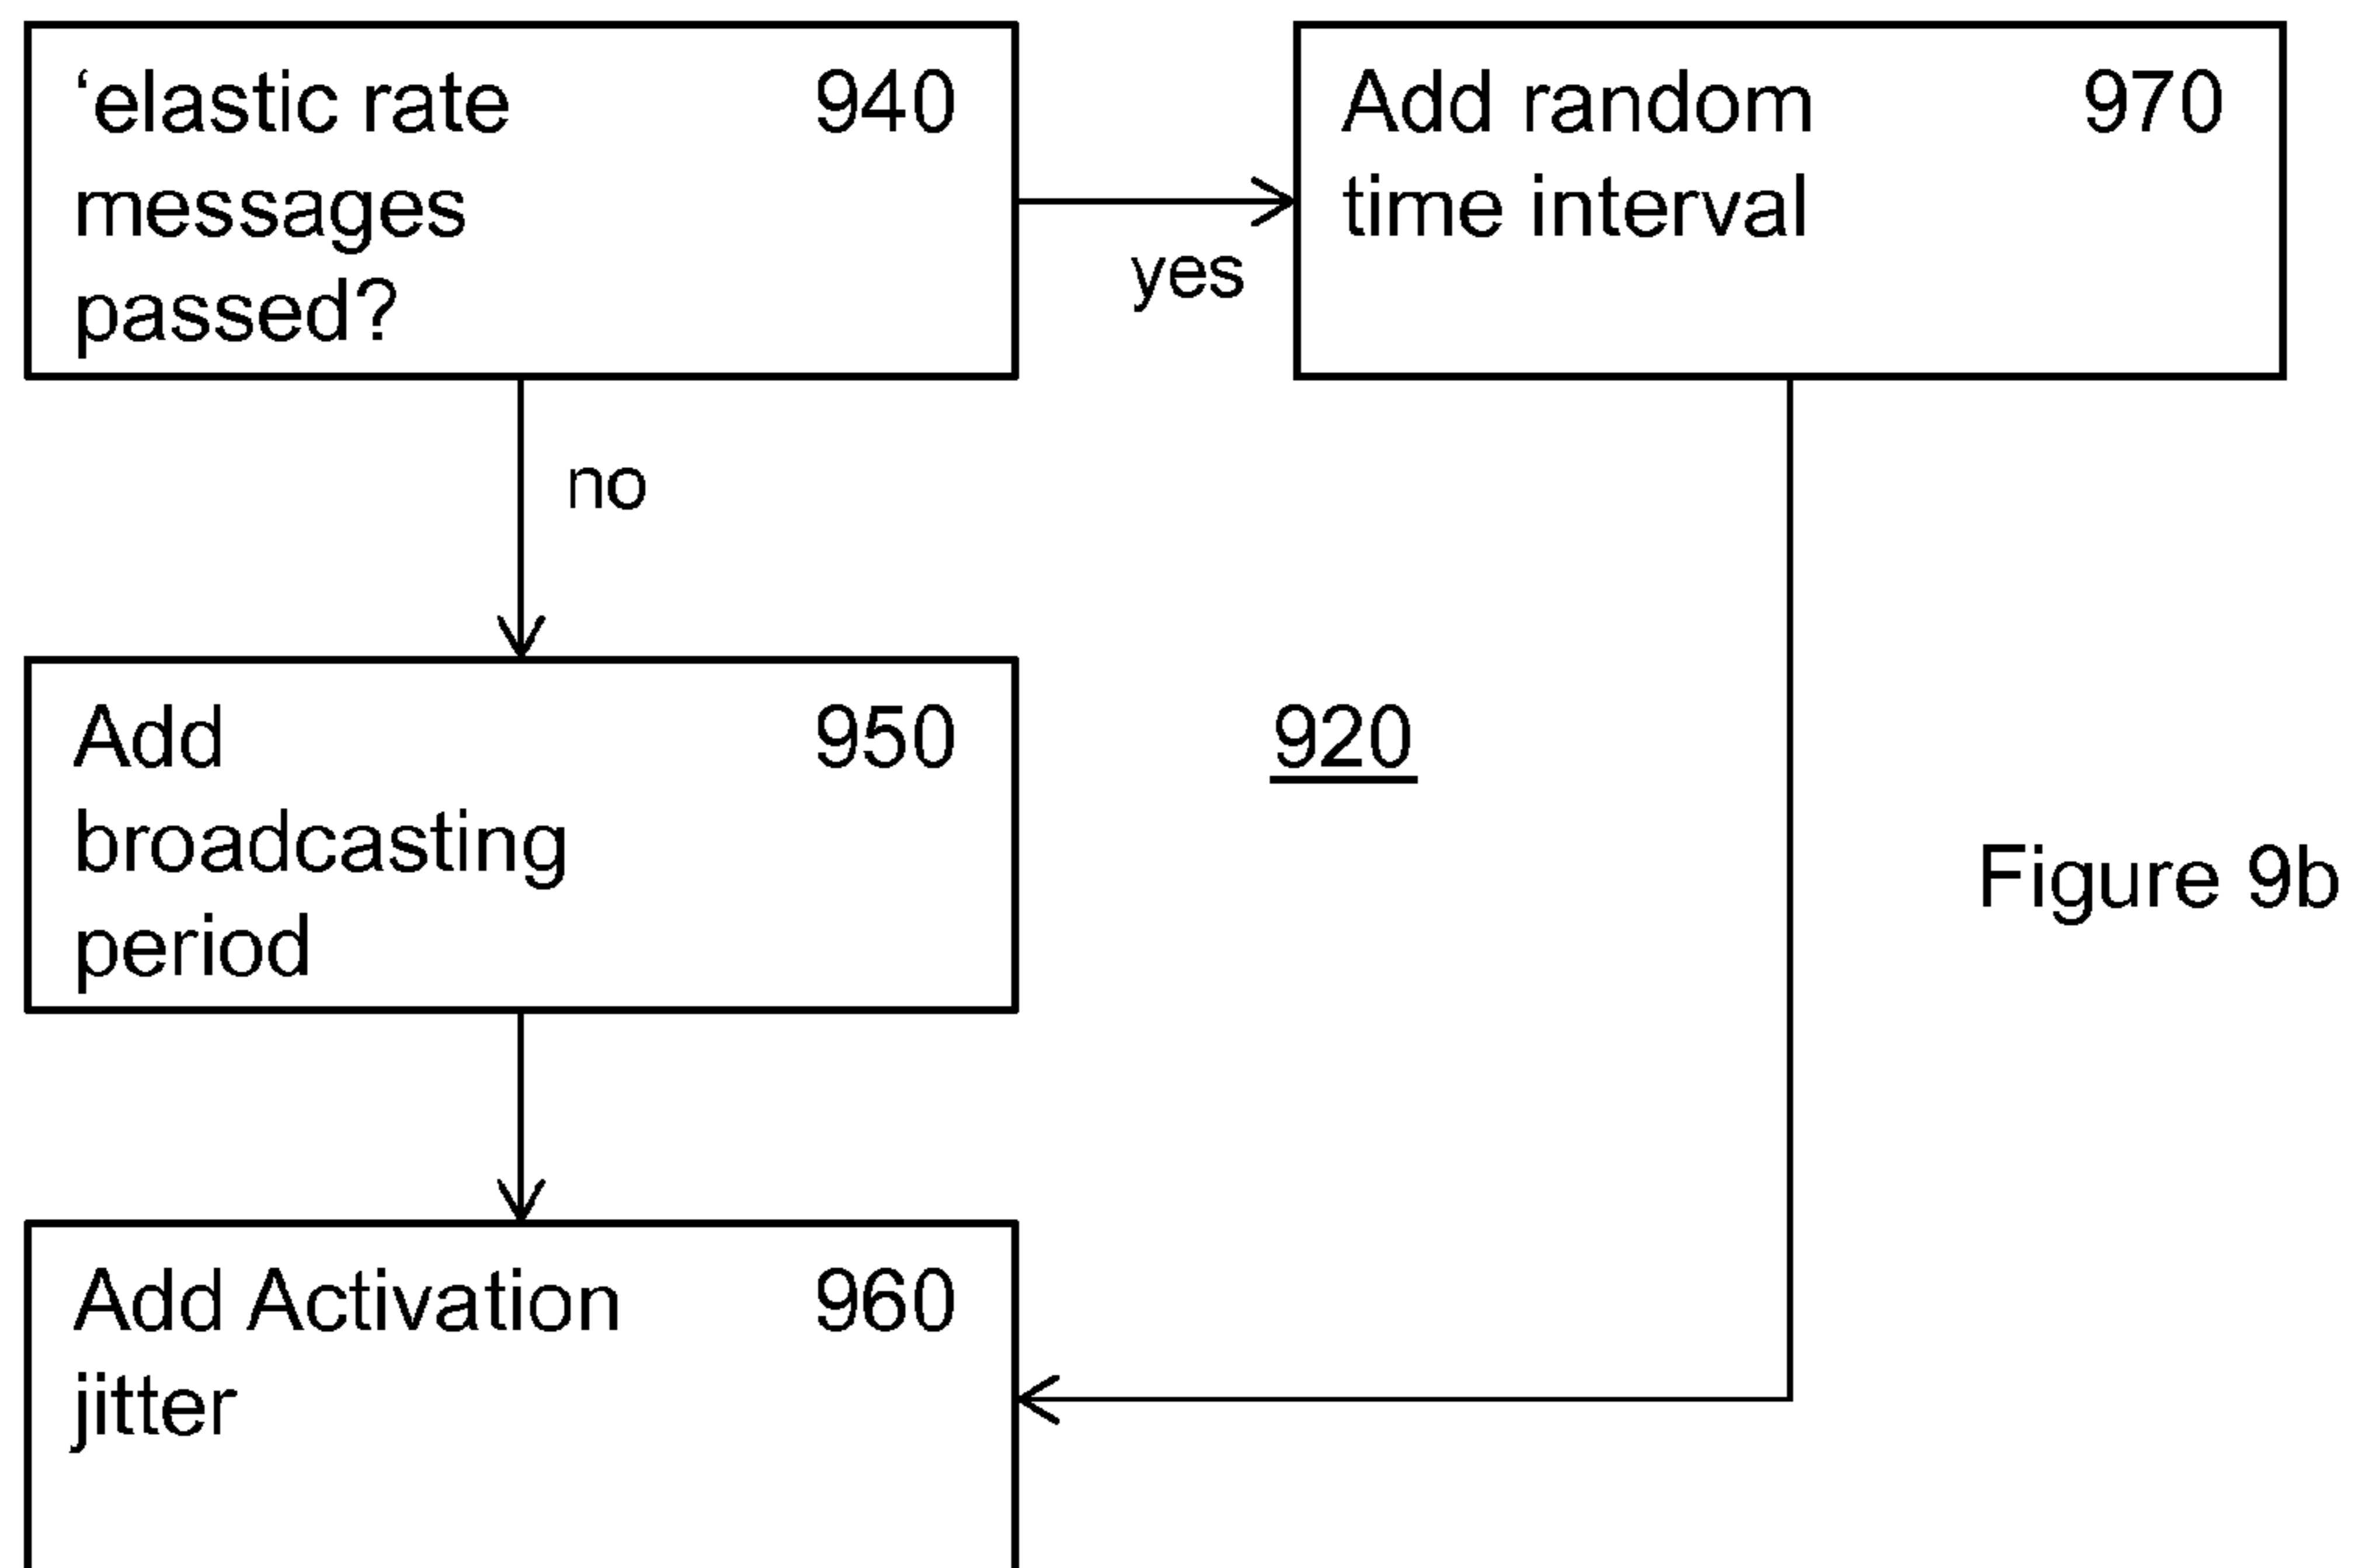 ‘elastic rate 940
messages
passed?
Add random 970
time interval
yes
no
Add 950
broadcasting
period
920
Figure 9b
Add Activation 960
jitter